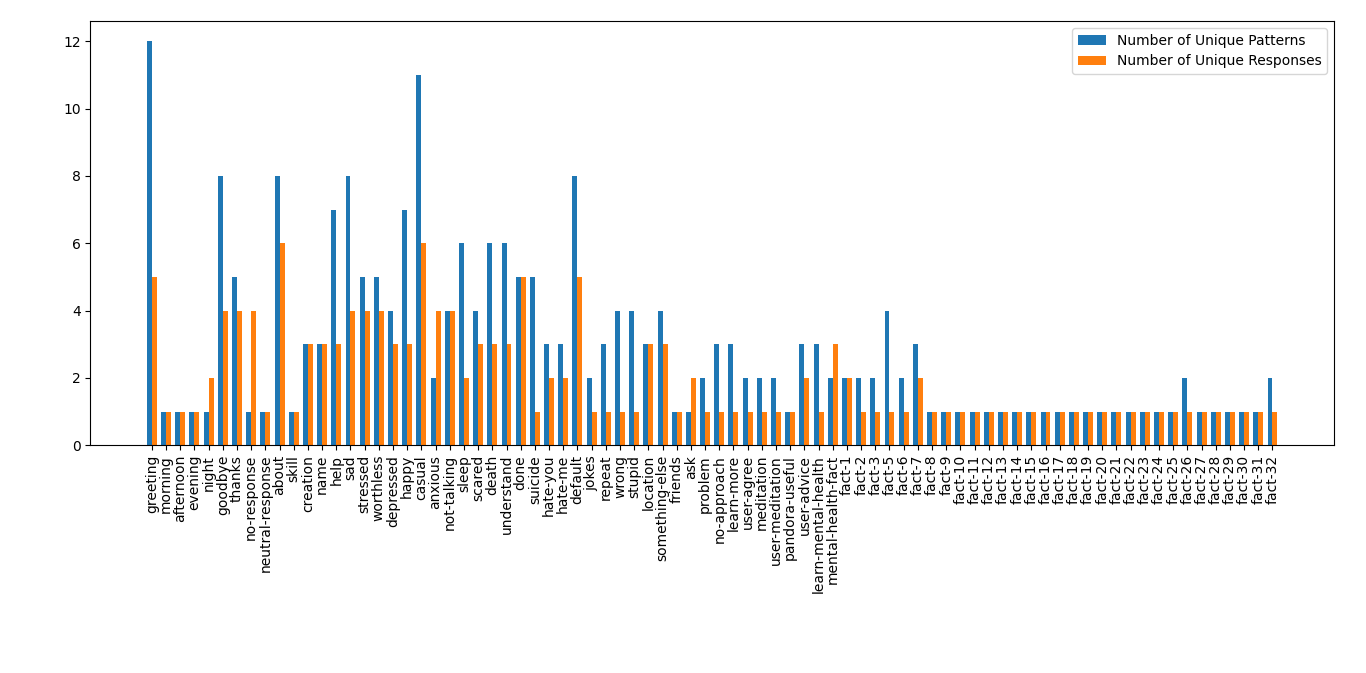 Number of Unique Patterns
Number of Unique Responses
12
10
8
6
4
2
0
greeting
morning
afternoon
evening
night
goodbye
thanks
no-response
neutral-response
about
skill
creation
name
help
sad
stressed
worthless
depressed
happy
casual
anxious
not-talking
sleep
scared
death
understand
done
suicide
hate-you
hate-me
default
jokes
repeat
wrong
stupid
location
something-else
friends
ask
problem
no-approach
learn-more
user-agree
meditation
user-meditation
pandora-useful
user-advice
learn-mental-health
mental-health-fact
fact-1
fact-2
fact-3
fact-5
fact-6
fact-7
fact-8
fact-9
fact-10
fact-11
fact-12
fact-13
fact-14
fact-15
fact-16
fact-17
fact-18
fact-19
fact-20
fact-21
fact-22
fact-23
fact-24
fact-25
fact-26
fact-27
fact-28
fact-29
fact-30
fact-31
fact-32